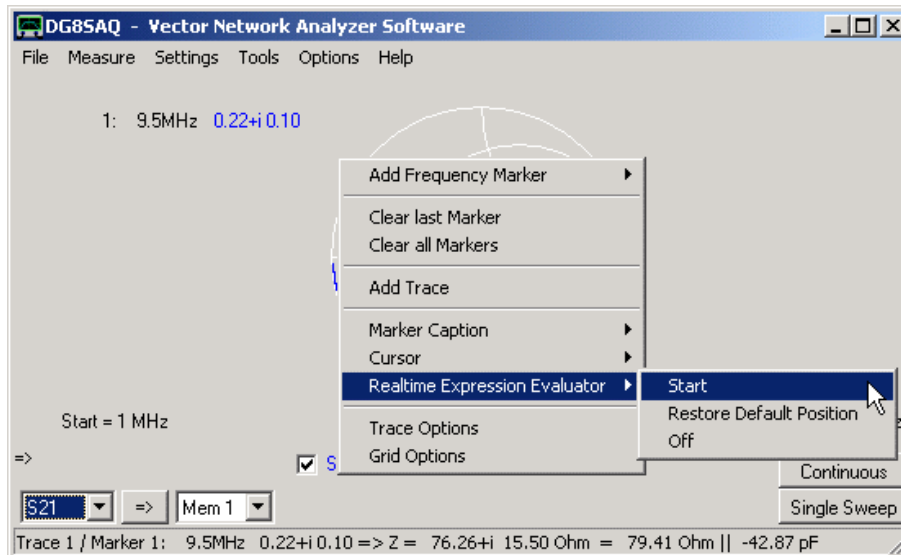 DG8SAQ - Vector Network Analyzer Software
File Measure Settings Tools Options Help
1: 9.5MHz 0.22+i 0.10
Add Frequency Marker
Clear last Marker
Clear all Markers
Add Trace
Marker Caption
Cursor
Realtime Expression Evaluator
Start
Restore Default Position
Off
Trace Options
Grid Options
Start = 1 MHz
=>
S
Continuous
S21 => Mem 1
Single Sweep
Trace 1 / Marker 1: 9.5MHz 0.22+i 0.10 => Z = 76.26+i 15.50 Ohm = 79.41 Ohm || -42.87 pF